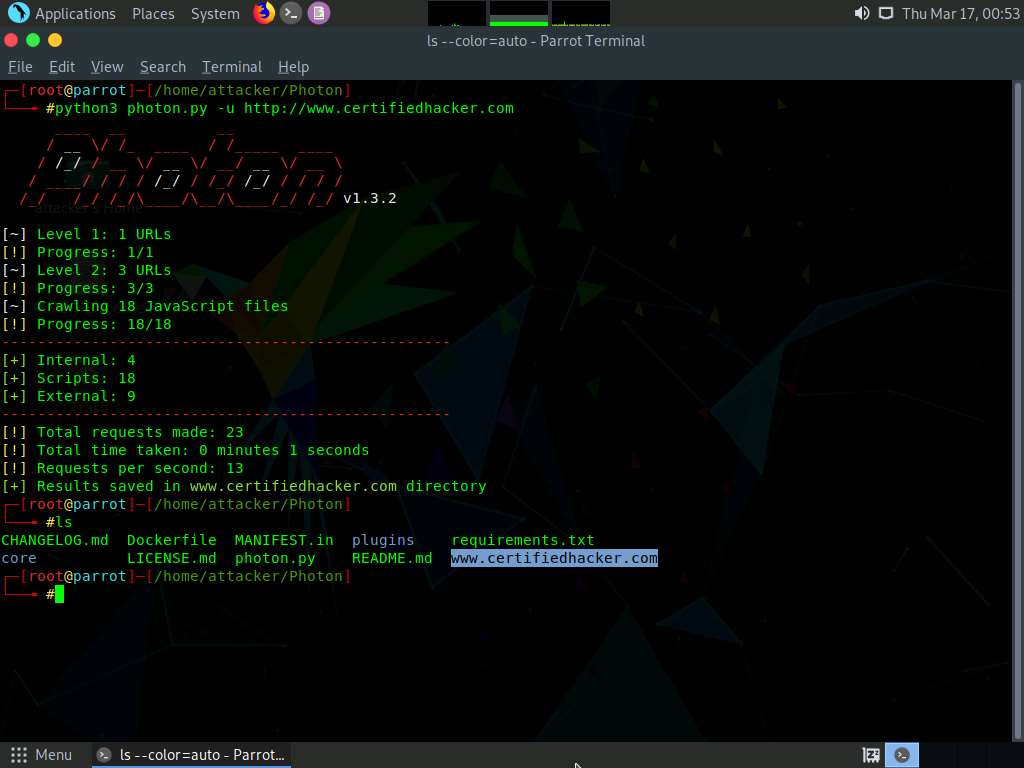 Applications Places System Thu Mar 17, 00:53
ls --color=auto - Parrot Terminal
File Edit View Search Terminal Help
┌─[root@parrot]─[/home/attacker/Photon]
└──╼ #python3 photon.py -u http://www.certifiedhacker.com
Photon
v1.3.2
attacker's Home
[~] Level 1: 1 URLs
[!] Progress: 1/1
[~] Level 2: 3 URLs
[!] Progress: 3/3
[~] Crawling 18 JavaScript files
[!] Progress: 18/18
--------------------------------------------------
[+] Internal: 4
[+] Scripts: 18
[+] External: 9
--------------------------------------------------
[!] Total requests made: 23
[!] Total time taken: 0 minutes 1 seconds
[!] Requests per second: 13
[+] Results saved in www.certifiedhacker.com directory
┌─[root@parrot]─[/home/attacker/Photon]
└──╼ #ls
CHANGELOG.md Dockerfile MANIFEST.in plugins requirements.txt
core LICENSE.md photon.py README.md www.certifiedhacker.com
┌─[root@parrot]─[/home/attacker/Photon]
└──╼ #
Menu ls --color=auto - Parrot...